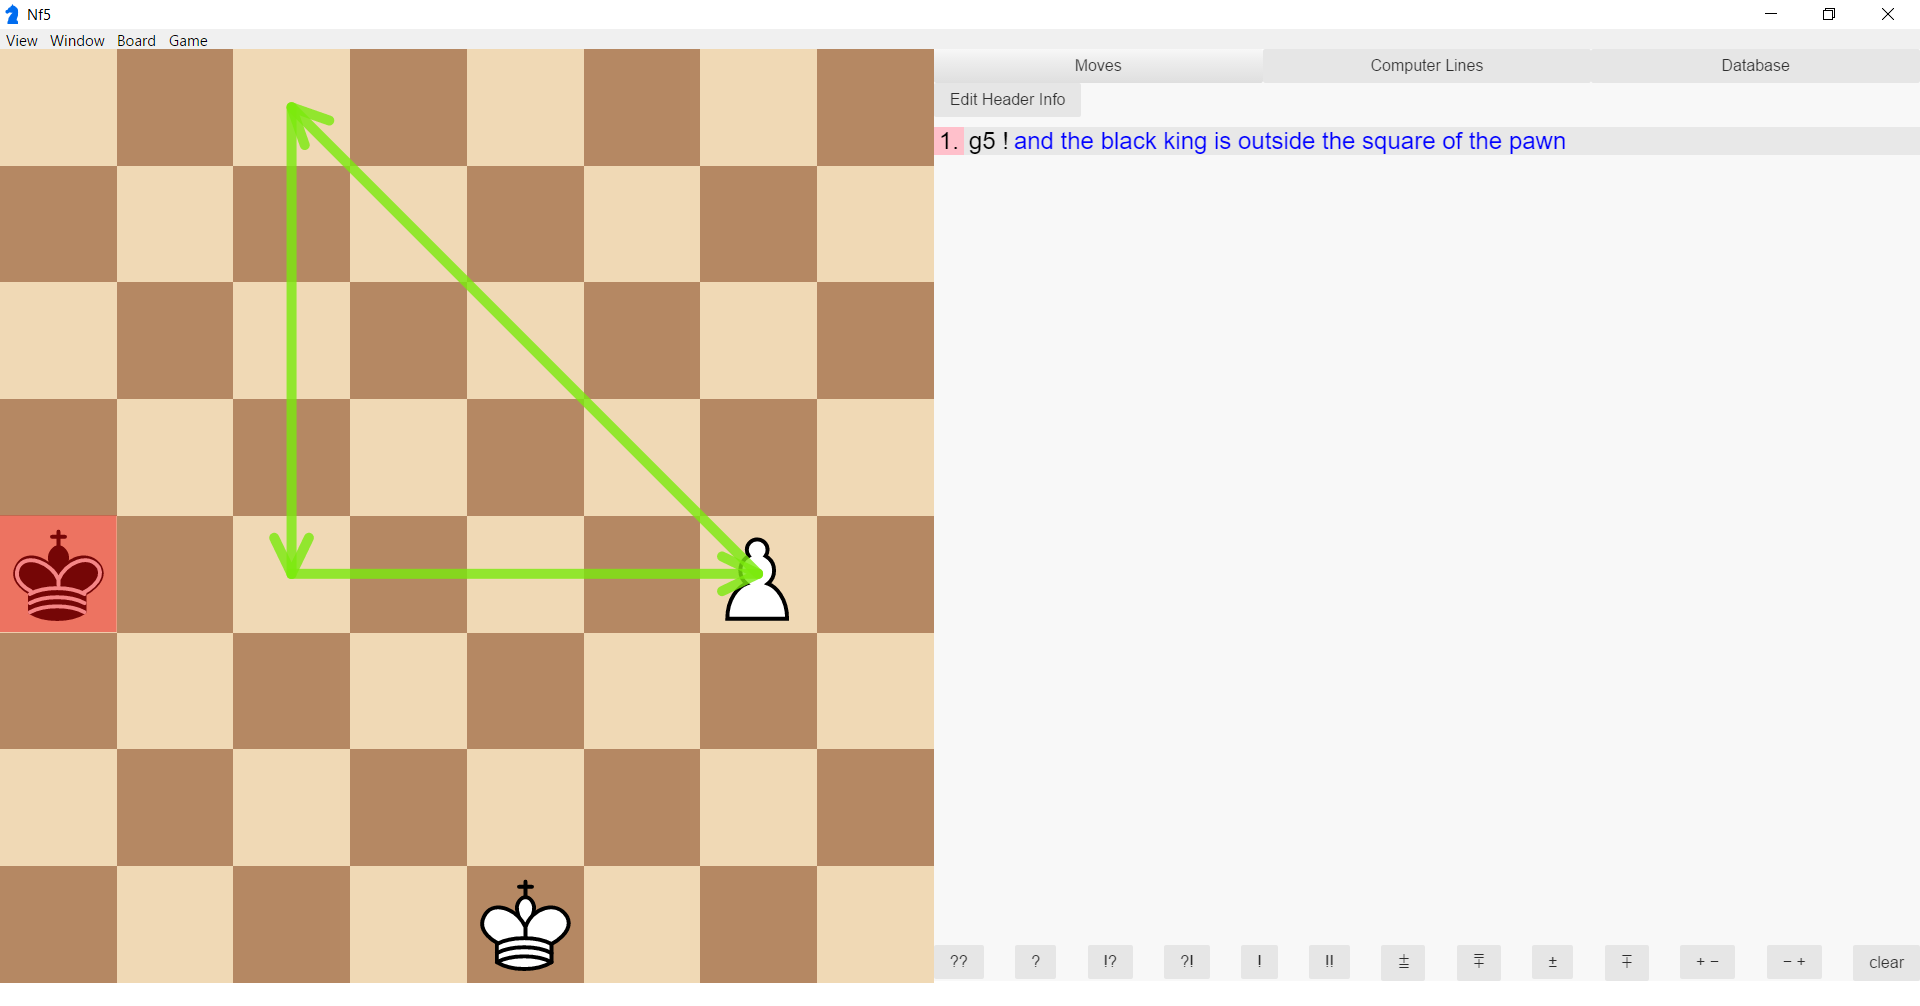 Nf5
View Window Board Game
Moves Computer Lines Database
Edit Header Info
1. g5 ! and the black king is outside the square of the pawn
?? ? !? ?! ! !! ⩲ ⩱ ± ∓ + − − + clear